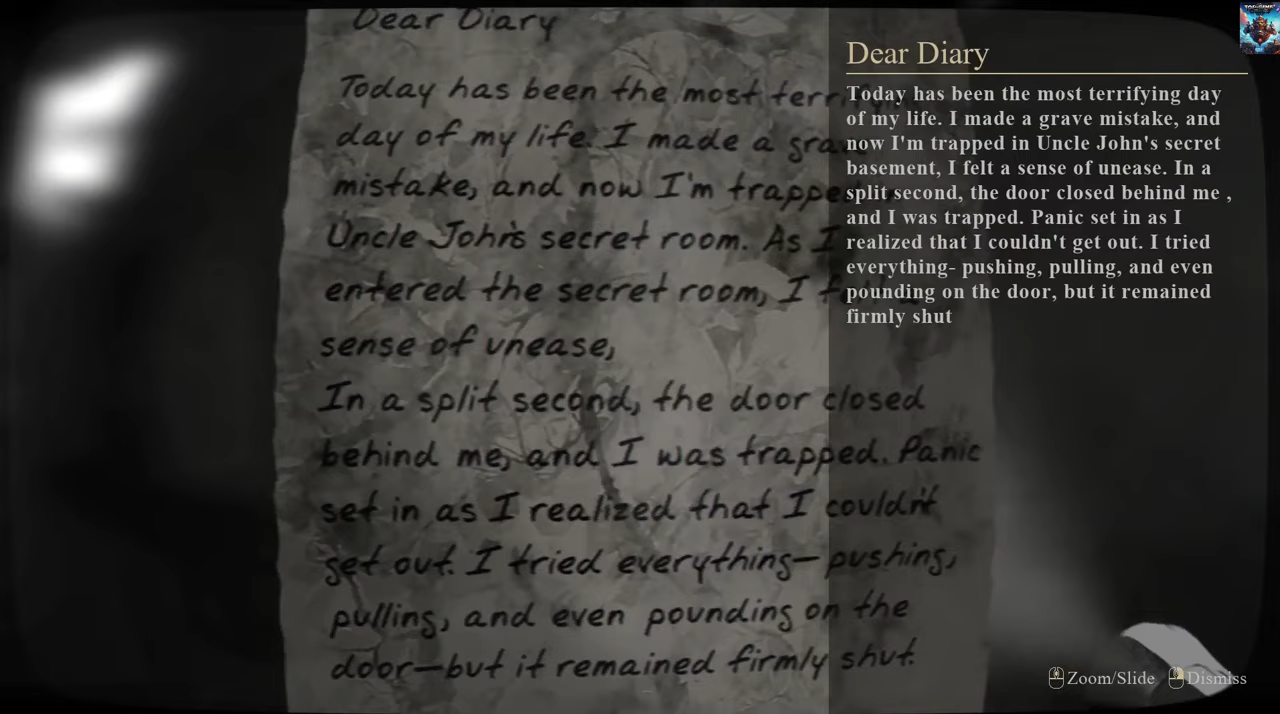 Dear Diary
Today has been the most terrifying
day of my life. I made a grave
mistake, and now I'm trapped
Uncle John's secret room. As I
entered the secret room, I felt a
sense of unease,
In a split second, the door closed
behind me, and I was trapped. Panic
set in as I realized that I couldn't
get out. I tried everything—pushing,
pulling, and even pounding on the
door—but it remained firmly shut.
Dear Diary
Today has been the most terrifying day
of my life. I made a grave mistake, and
now I'm trapped in Uncle John's secret
basement, I felt a sense of unease. In a
split second, the door closed behind me ,
and I was trapped. Panic set in as I
realized that I couldn't get out. I tried
everything- pushing, pulling, and even
pounding on the door, but it remained
firmly shut
Zoom/Slide Dismiss